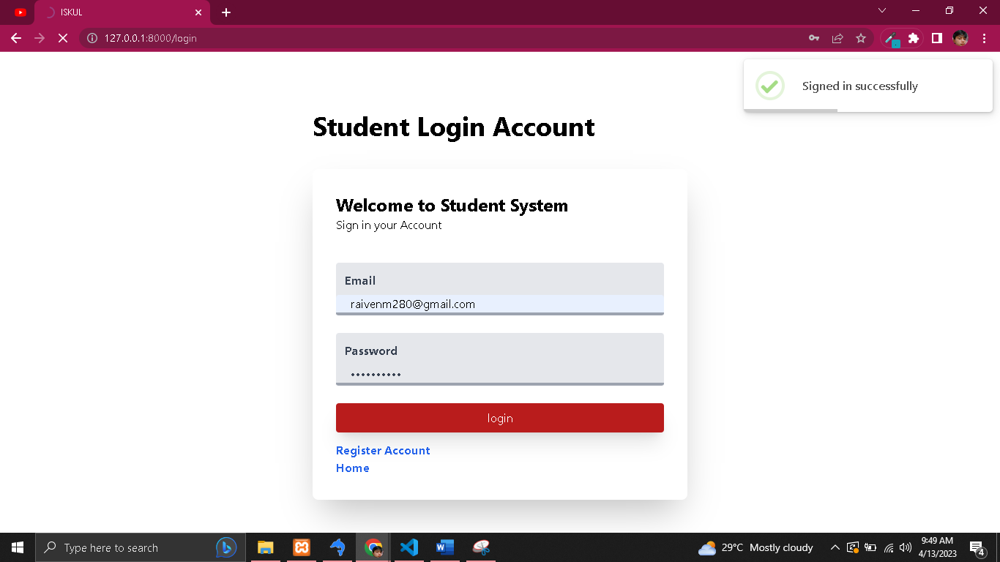 ISKUL
127.0.0.1:8000/login
Signed in successfully
Student Login Account
Welcome to Student System
Sign in your Account
Email
raivenm280@gmail.com
Password
••••••••••
login
Register Account
Home
Type here to search
29°C Mostly cloudy
9:49 AM
4/13/2023
4